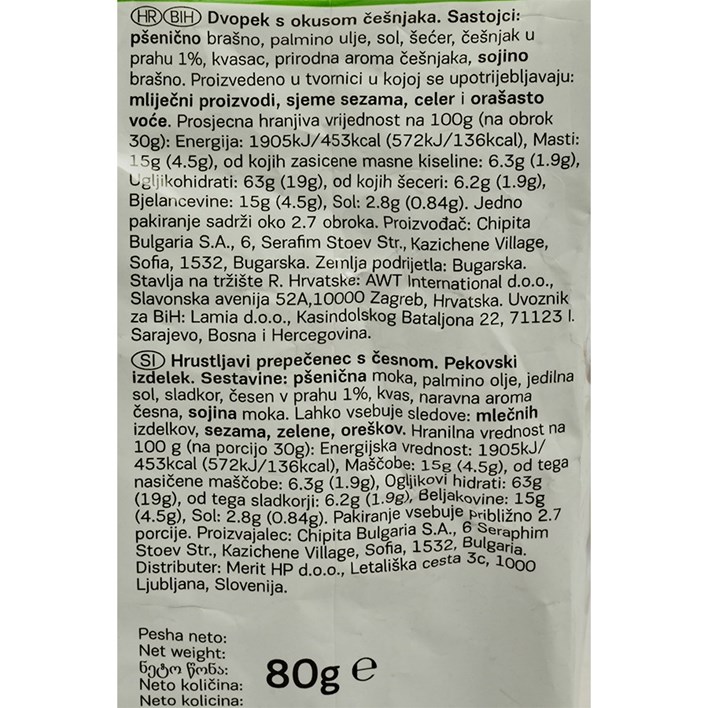 HR BIH Dvopek s okusom češnjaka. Sastojci:
pšenično brašno, palmino ulje, sol, šećer, češnjak u
prahu 1%, kvasac, prirodna aroma češnjaka, sojino
brašno. Proizvedeno u tvornici u kojoj se upotrijebljavaju:
mliječni proizvodi, sjeme sezama, celer i orašasto
voće. Prosjecna hranjiva vrijednost na 100g (na obrok
30g): Energija: 1905kJ/453kcal (572kJ/136kcal), Masti:
15g (4.5g), od kojih zasicene masne kiseline: 6.3g (1.9g),
Ugljikohidrati: 63g (19g), od kojih šeceri: 6.2g (1.9g),
Bjelancevine: 15g (4.5g), Sol: 2.8g (0.84g). Jedno
pakiranje sadrži oko 2.7 obroka. Proizvođač: Chipita
Bulgaria S.A., 6, Serafim Stoev Str., Kazichene Village,
Sofia, 1532, Bugarska. Zemlja podrijetla: Bugarska.
Stavlja na tržište R. Hrvatske: AWT International d.o.o.,
Slavonska avenija 52A,10000 Zagreb, Hrvatska. Uvoznik
za BiH: Lamia d.o.o., Kasindolskog Bataljona 22, 71123 I.
Sarajevo, Bosna i Hercegovina.
SI Hrustljavi prepečenec s česnom. Pekovski
izdelek. Sestavine: pšenična moka, palmino olje, jedilna
sol, sladkor, česen v prahu 1%, kvas, naravna aroma
česna, sojina moka. Lahko vsebuje sledove: mlečnih
izdelkov, sezama, zelene, oreškov. Hranilna vrednost na
100 g (na porcijo 30g): Energijska vrednost: 1905kJ/
453kcal (572kJ/136kcal), Maščobe: 15g (4.5g), od tega
nasičene maščobe: 6.3g (1.9g), Ogljikovi hidrati: 63g
(19g), od tega sladkorji: 6.2g (1.9g), Beljakovine: 15g
(4.5g), Sol: 2.8g (0.84g). Pakiranje vsebuje približno 2.7
porcije. Proizvajalec: Chipita Bulgaria S.A., 6 Seraphim
Stoev Str., Kazichene Village, Sofia, 1532, Bulgaria.
Distributer: Merit HP d.o.o., Letališka cesta 3c, 1000
Ljubljana, Slovenija.
Pesha neto:
Net weight:
ნეტო წონა:
Neto količina:
Neto kolicina:
80g e